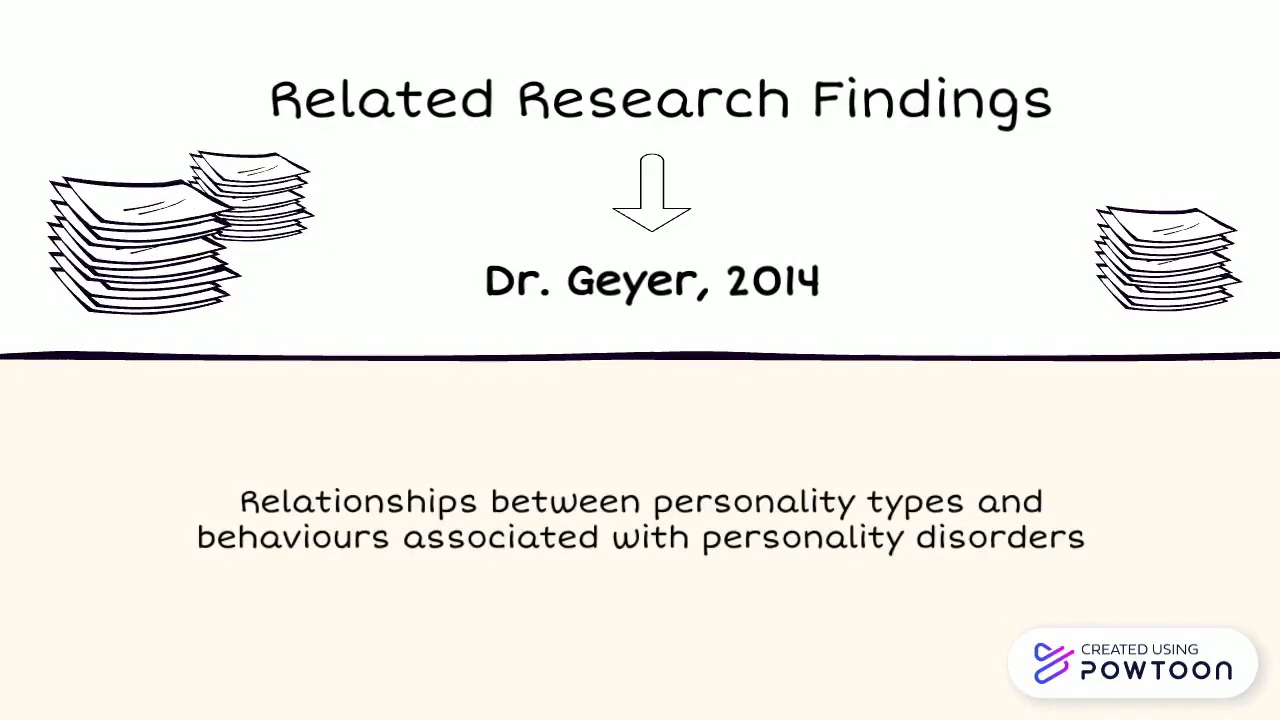 Related Research Findings
Dr. Geyer, 2014
Relationships between personality types and
behaviours associated with personality disorders
CREATED USING
POWTOON